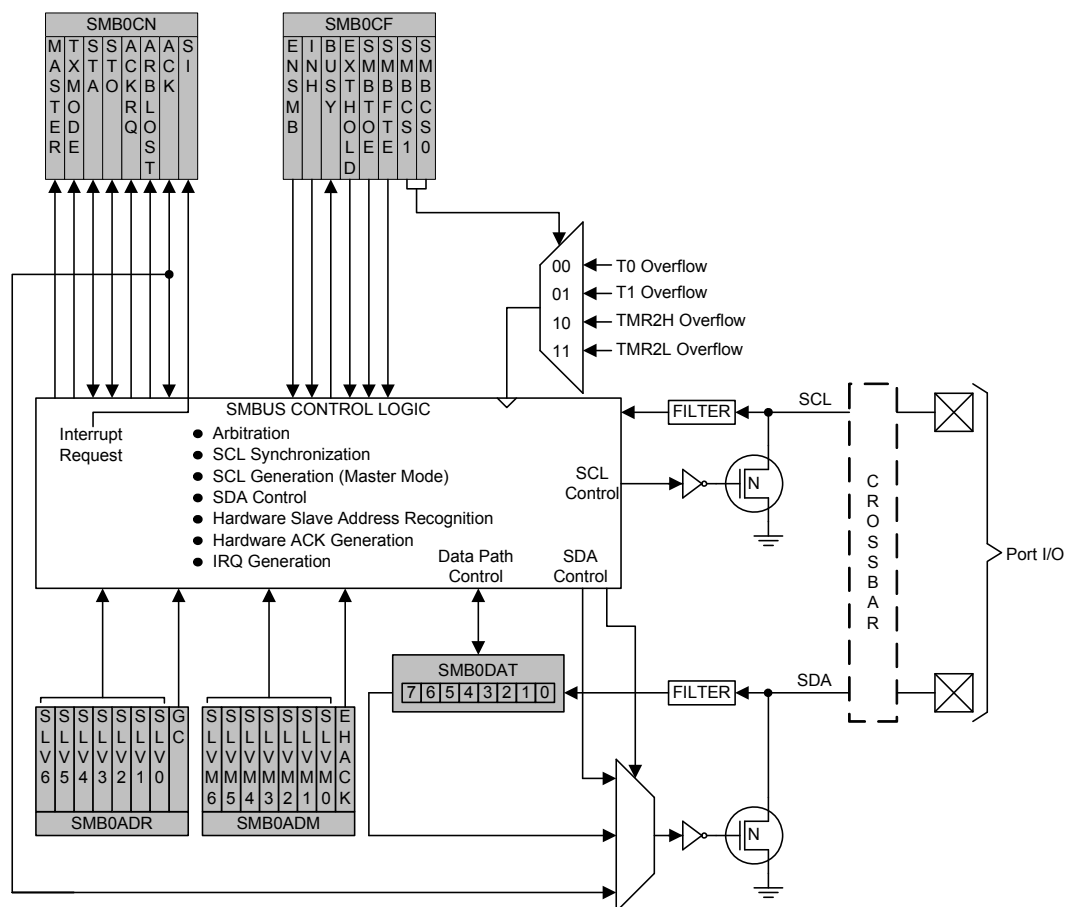 SMB0CN
MASTER
TXMODE
STA
STO
ACKRQ
ARBLOST
ACK
SI
SMB0CF
ENSMB
INH
BUSY
EXTHOLD
SMBTOE
SMBFTE
SMBCS1
SMBCS0
00
T0 Overflow
01
T1 Overflow
10
TMR2H Overflow
11
TMR2L Overflow
SMBUS CONTROL LOGIC
Interrupt
Request
● Arbitration
● SCL Synchronization
● SCL Generation (Master Mode)
● SDA Control
● Hardware Slave Address Recognition
● Hardware ACK Generation
● IRQ Generation
SCL
Control
Data Path
Control
SDA
Control
FILTER
SCL
N
CROSSBAR
Port I/O
SMB0DAT
7 6 5 4 3 2 1 0
FILTER
SDA
N
SLV6
SLV5
SLV4
SLV3
SLV2
SLV1
SLV0
GC
SMB0ADR
SLVM6
SLVM5
SLVM4
SLVM3
SLVM2
SLVM1
SLVM0
EHACK
SMB0ADM